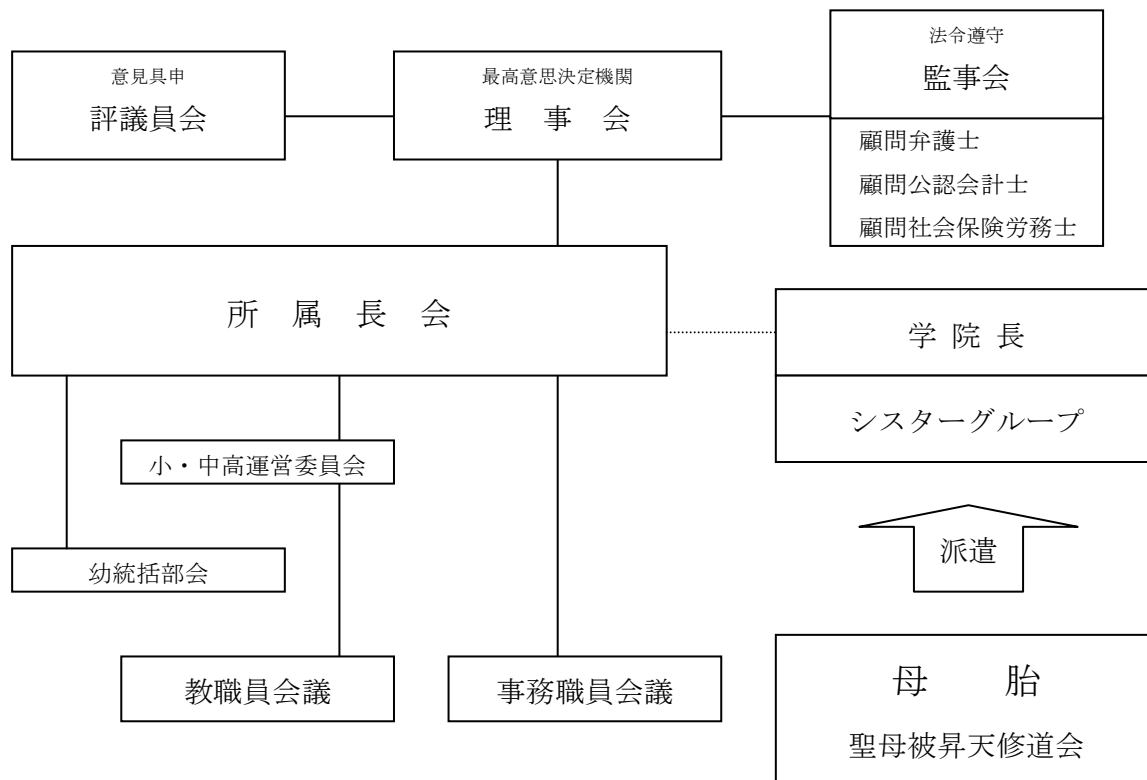 意見具申
評議員会
最高意思決定機関
理 事 会
法令遵守
監事会
顧問弁護士
顧問公認会計士
顧問社会保険労務士
所 属 長 会
学 院 長
シスターグループ
小・中高運営委員会
派遣
幼統括部会
教職員会議
事務職員会議
母 胎
聖母被昇天修道会